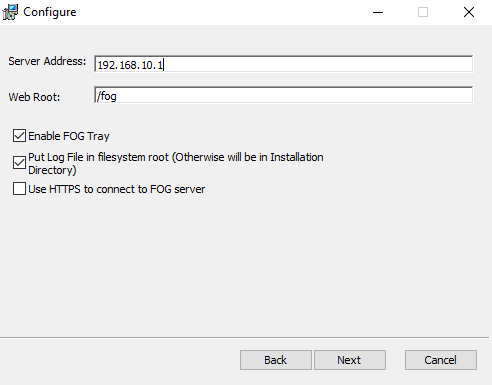 Configure
Server Address: 192.168.10.1
Web Root: /fog
Enable FOG Tray
Put Log File in filesystem root (Otherwise will be in Installation
Directory)
Use HTTPS to connect to FOG server
Back Next Cancel